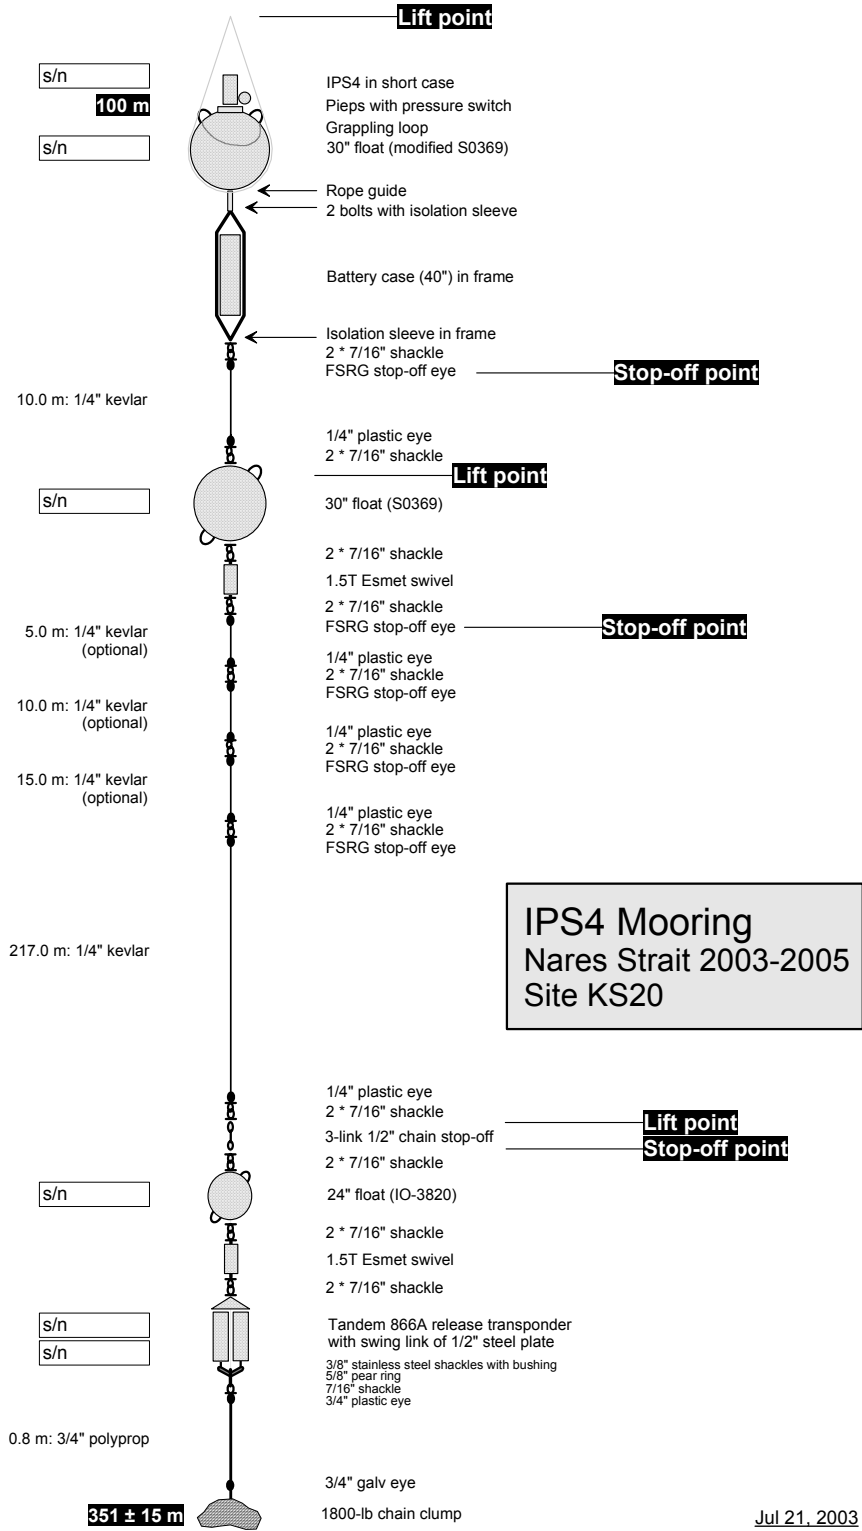 Lift point
s/n
IPS4 in short case
100 m
Pieps with pressure switch
Grappling loop
s/n
30" float (modified S0369)
Rope guide
2 bolts with isolation sleeve
Battery case (40") in frame
Isolation sleeve in frame
2 * 7/16" shackle
FSRG stop-off eye
Stop-off point
10.0 m: 1/4" kevlar
1/4" plastic eye
2 * 7/16" shackle
Lift point
s/n
30" float (S0369)
2 * 7/16" shackle
1.5T Esmet swivel
2 * 7/16" shackle
FSRG stop-off eye
Stop-off point
5.0 m: 1/4" kevlar
(optional)
1/4" plastic eye
2 * 7/16" shackle
FSRG stop-off eye
10.0 m: 1/4" kevlar
(optional)
1/4" plastic eye
2 * 7/16" shackle
FSRG stop-off eye
15.0 m: 1/4" kevlar
(optional)
1/4" plastic eye
2 * 7/16" shackle
FSRG stop-off eye
IPS4 Mooring
Nares Strait 2003-2005
Site KS20
217.0 m: 1/4" kevlar
1/4" plastic eye
2 * 7/16" shackle
Lift point
3-link 1/2" chain stop-off
Stop-off point
2 * 7/16" shackle
s/n
24" float (IO-3820)
2 * 7/16" shackle
1.5T Esmet swivel
2 * 7/16" shackle
s/n
s/n
Tandem 866A release transponder
with swing link of 1/2" steel plate
3/8" stainless steel shackles with bushing
5/8" pear ring
7/16" shackle
3/4" plastic eye
0.8 m: 3/4" polyprop
3/4" galv eye
351 ± 15 m
1800-lb chain clump
Jul 21, 2003